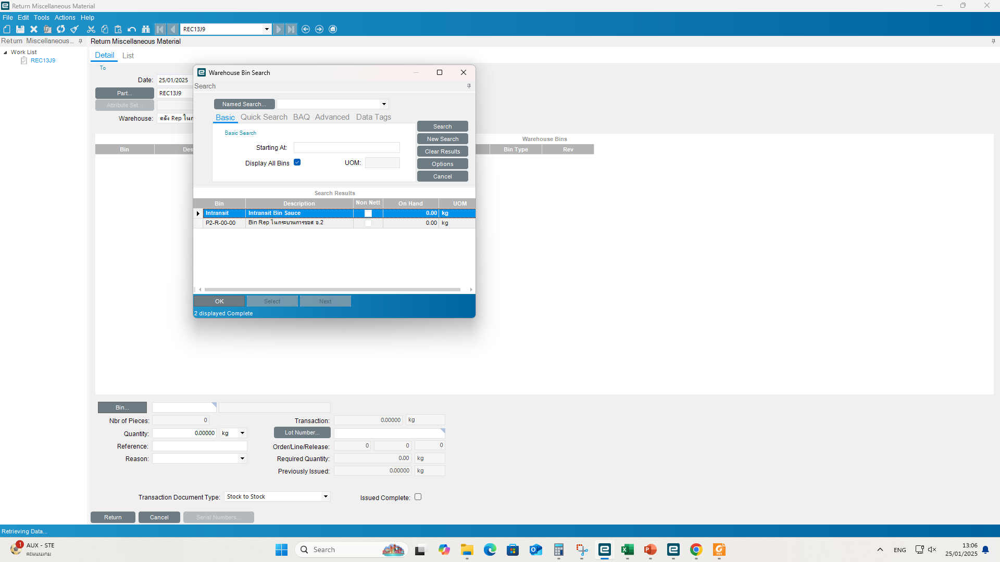 Return Miscellaneous Material
File Edit Tools Actions Help
REC13J9
Return Miscellaneous...
Return Miscellaneous Material
Work List
REC13J9
Detail List
To
Date: 25/01/2025
Part... REC13J9
Attribute Set...
Warehouse: คลัง Rep ในก
Warehouse Bins
Bin Des Bin Type Rev
Warehouse Bin Search
Search
Named Search...
Basic Quick Search BAQ Advanced Data Tags
Basic Search
Starting At:
Display All Bins UOM:
Search
New Search
Clear Results
Options
Cancel
Search Results
Bin Description Non Nett On Hand UOM
Intransit Intransit Bin Sauce 0.00 kg
P2-R-00-00 Bin Rep ในกระบวนการซอส อ.2 0.00 kg
OK Select Next
2 displayed Complete
Bin...
Nbr of Pieces: 0 Transaction: 0.00000 kg
Quantity: 0.00000 kg Lot Number...
Reference: Order/Line/Release: 0 0 0
Reason: Required Quantity: 0.00 kg
Previously Issued: 0.00000 kg
Transaction Document Type: Stock to Stock Issued Complete:
Return Cancel Serial Numbers...
Retrieving Data...
1
AUX - STE
คะแนนเกม
Search
ENG
13:06
25/01/2025